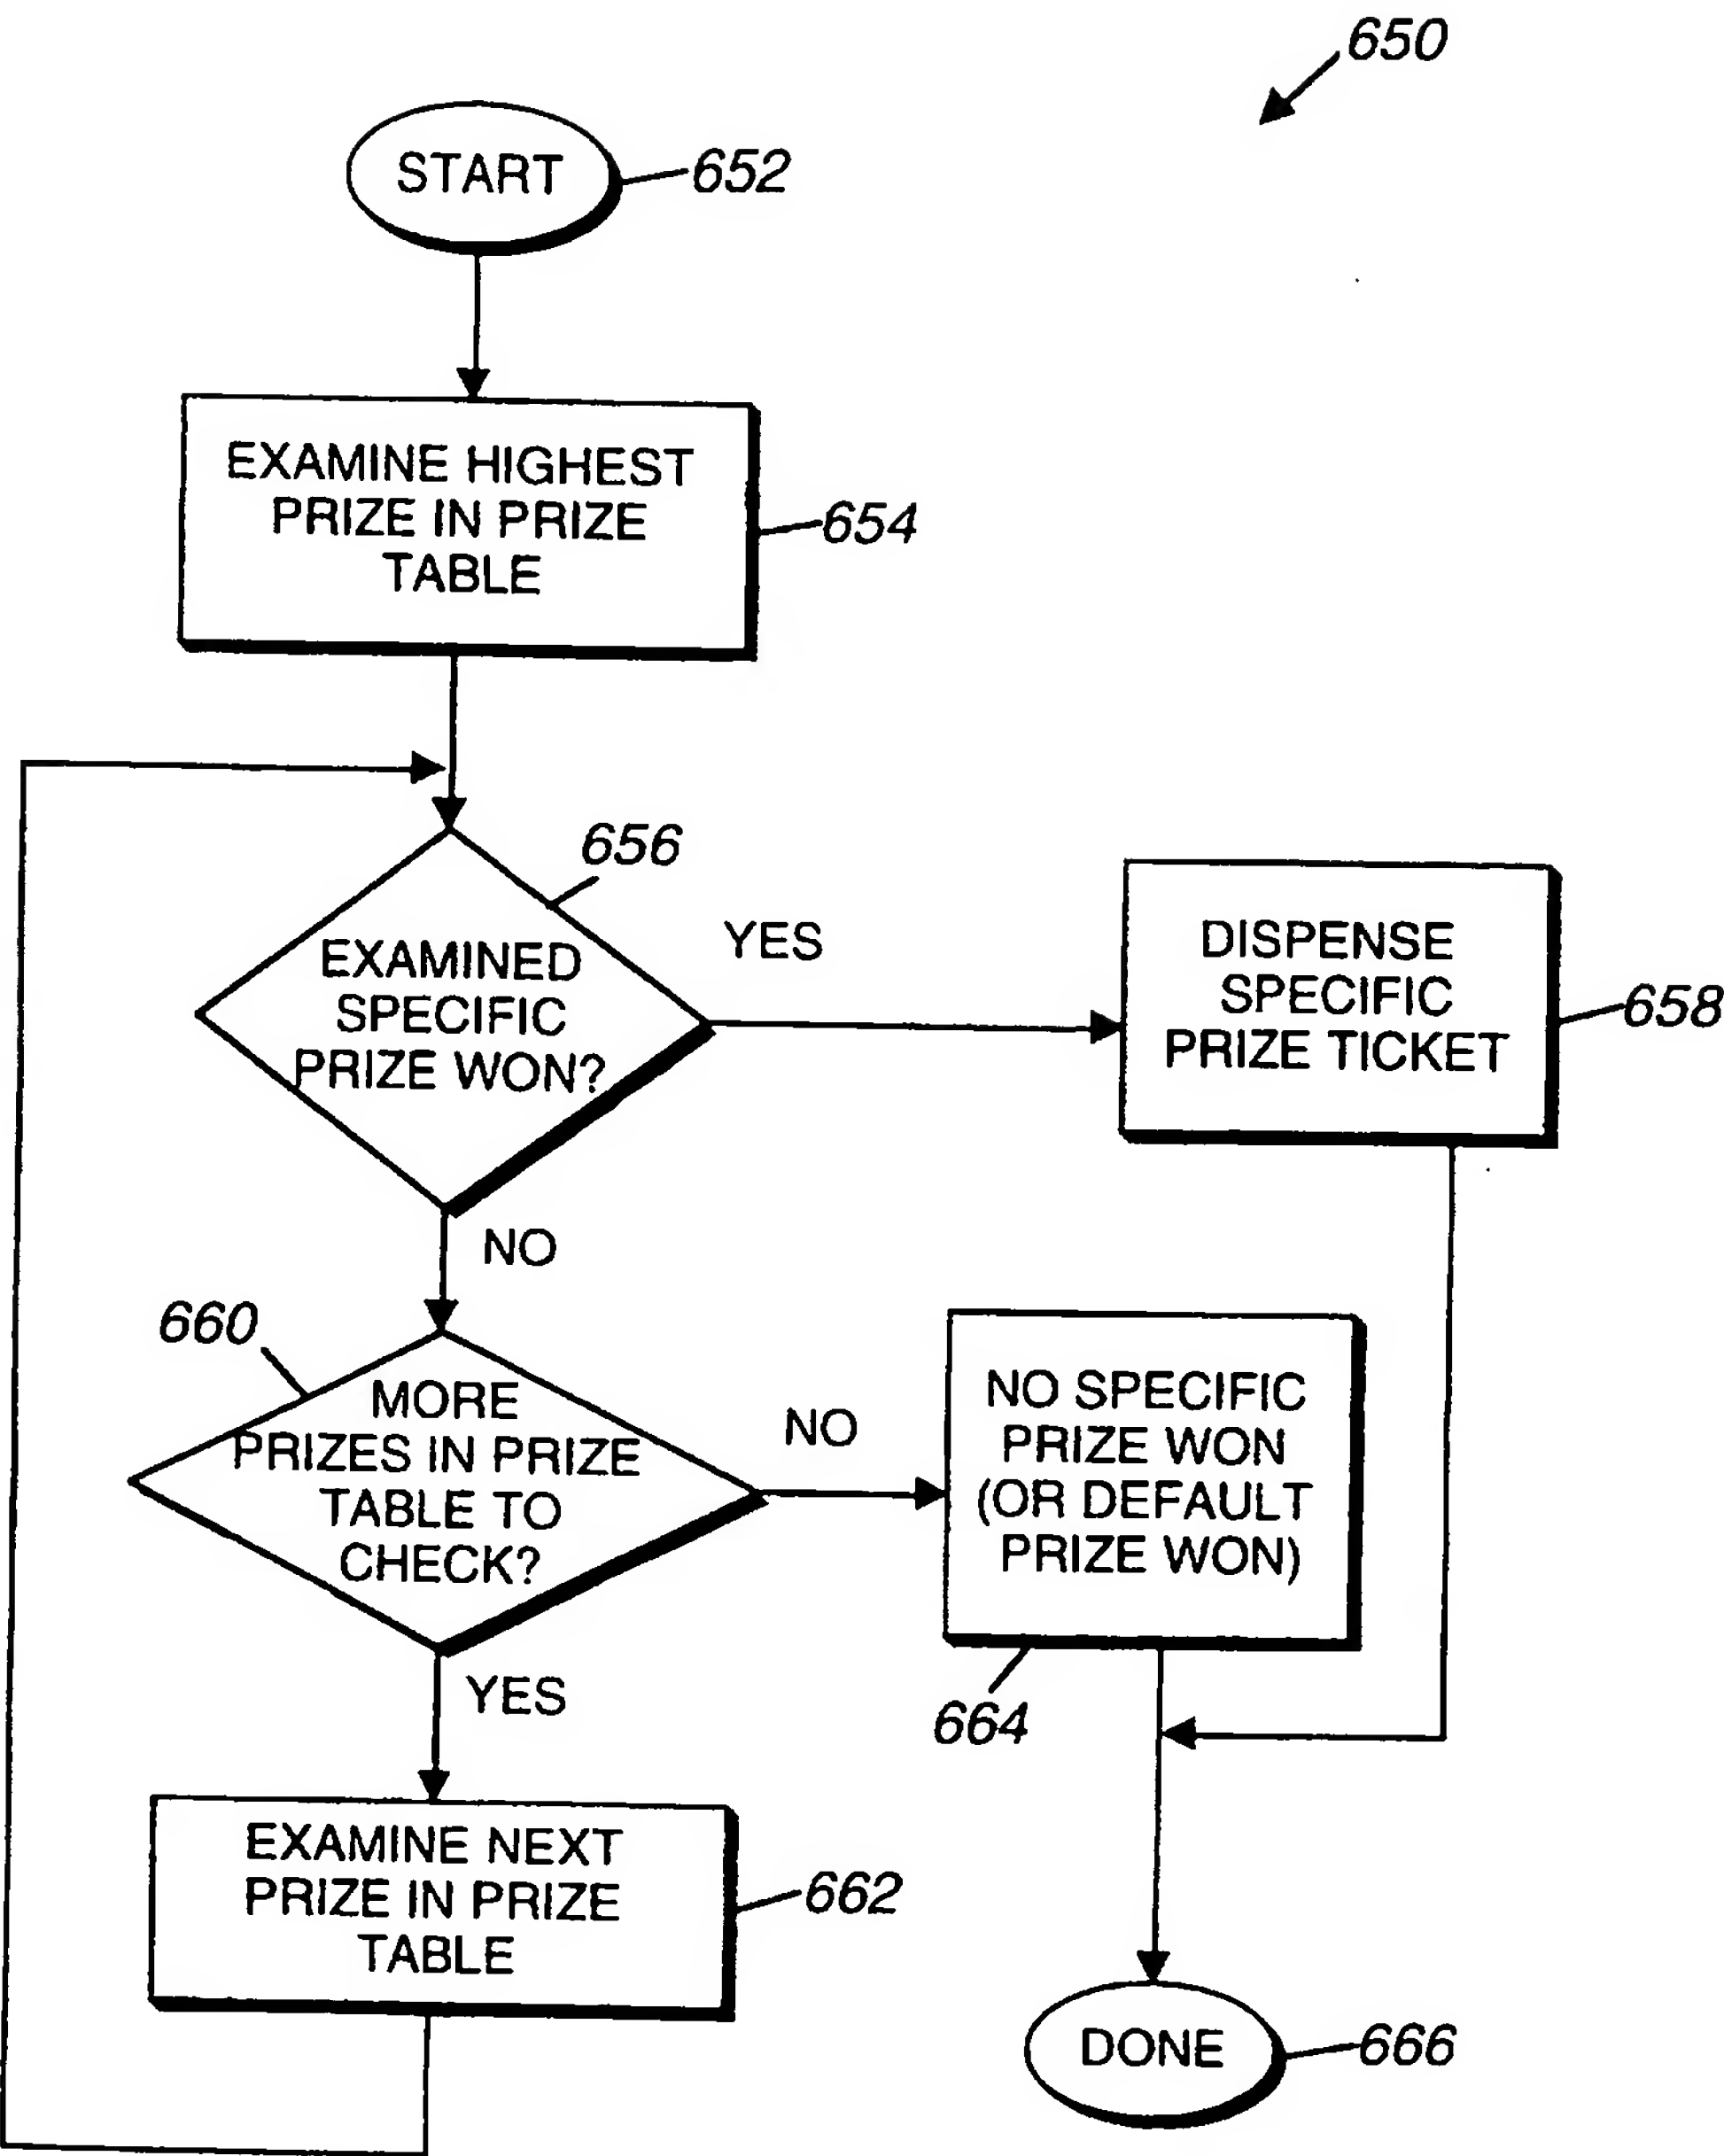 650
START
652
EXAMINE HIGHEST
PRIZE IN PRIZE
TABLE
654
656
EXAMINED
SPECIFIC
PRIZE WON?
YES
DISPENSE
SPECIFIC
PRIZE TICKET
658
NO
660
MORE
PRIZES IN PRIZE
TABLE TO
CHECK?
NO
NO SPECIFIC
PRIZE WON
(OR DEFAULT
PRIZE WON)
664
YES
EXAMINE NEXT
PRIZE IN PRIZE
TABLE
662
DONE
666